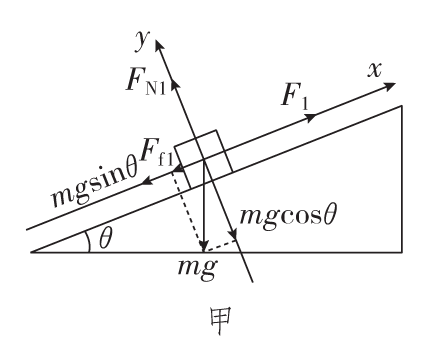 y
x
F_N1
F_1
F_f1
mgsinθ
mgcosθ
θ
mg
甲